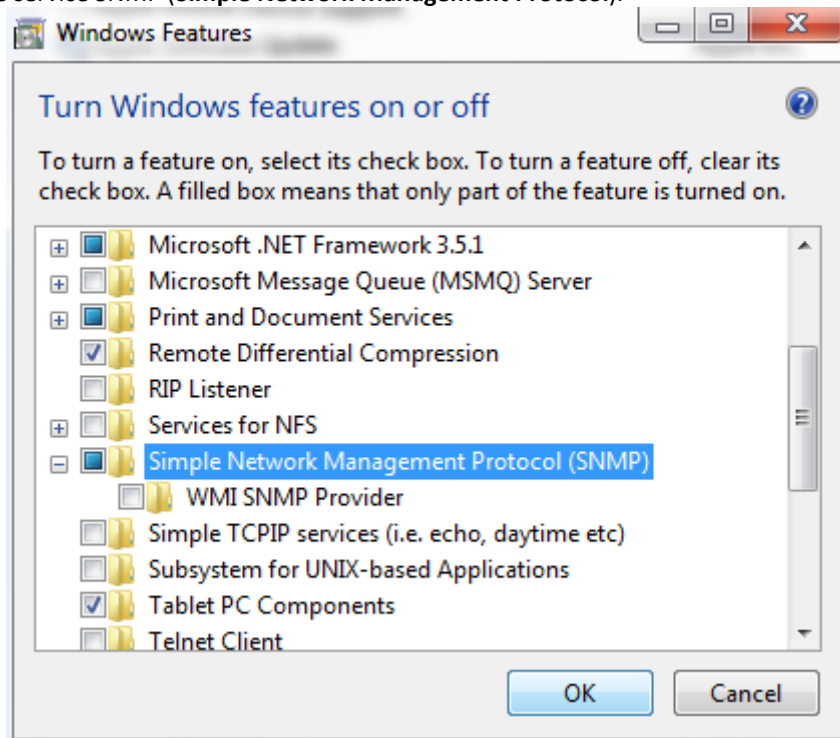 (Simple Network Management Protocol).
Windows Features
Turn Windows features on or off
To turn a feature on, select its check box. To turn a feature off, clear its
check box. A filled box means that only part of the feature is turned on.
Microsoft .NET Framework 3.5.1
Microsoft Message Queue (MSMQ) Server
Print and Document Services
Remote Differential Compression
RIP Listener
Services for NFS
Simple Network Management Protocol (SNMP)
WMI SNMP Provider
Simple TCPIP services (i.e. echo, daytime etc)
Subsystem for UNIX-based Applications
Tablet PC Components
Telnet Client
OK
Cancel